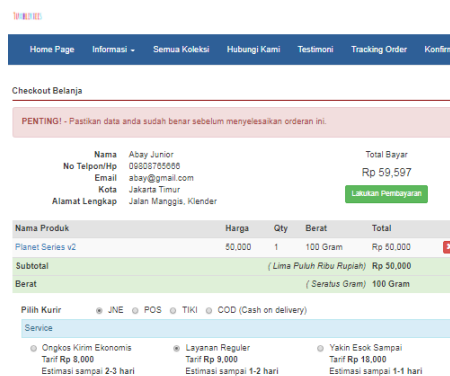 Home Page Informasi Semua Koleksi Hubungi Kami Testimoni Tracking Order Konfirm
Checkout Belanja
PENTING! - Pastikan data anda sudah benar sebelum menyelesaikan orderan ini.
Nama Abay Junior
No Telpon/Hp 09808765666
Email abay@gmail.com
Kota Jakarta Timur
Alamat Lengkap Jalan Manggis, Klender
Total Bayar
Rp 59,597
Lakukan Pembayaran
Nama Produk Harga Qty Berat Total
Planet Series v2 50,000 1 100 Gram Rp 50,000
Subtotal ( Lima Puluh Ribu Rupiah) Rp 50,000
Berat ( Seratus Gram) 100 Gram
Pilih Kurir JNE POS TIKI COD (Cash on delivery)
Service
Ongkos Kirim Ekonomis Layanan Reguler Yakin Esok Sampai
Tarif Rp 8,000 Tarif Rp 9,000 Tarif Rp 18,000
Estimasi sampai 2-3 hari Estimasi sampai 1-2 hari Estimasi sampai 1-1 hari